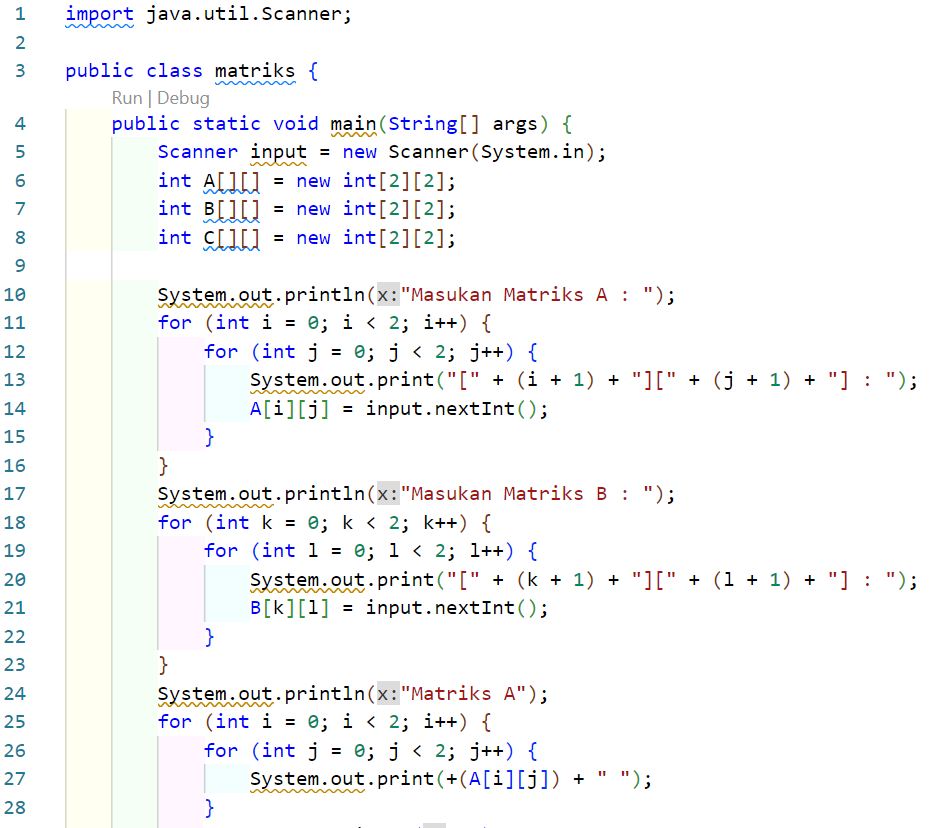 1 import java.util.Scanner;
2
3 public class matriks {
Run | Debug
4 public static void main(String[] args) {
5 Scanner input = new Scanner(System.in);
6 int A[][] = new int[2][2];
7 int B[][] = new int[2][2];
8 int C[][] = new int[2][2];
9
10 System.out.println(x:"Masukan Matriks A : ");
11 for (int i = 0; i < 2; i++) {
12 for (int j = 0; j < 2; j++) {
13 System.out.print("[" + (i + 1) + "][" + (j + 1) + "] : ");
14 A[i][j] = input.nextInt();
15 }
16 }
17 System.out.println(x:"Masukan Matriks B : ");
18 for (int k = 0; k < 2; k++) {
19 for (int l = 0; l < 2; l++) {
20 System.out.print("[" + (k + 1) + "][" + (l + 1) + "] : ");
21 B[k][l] = input.nextInt();
22 }
23 }
24 System.out.println(x:"Matriks A");
25 for (int i = 0; i < 2; i++) {
26 for (int j = 0; j < 2; j++) {
27 System.out.print(+(A[i][j]) + " ");
28 }